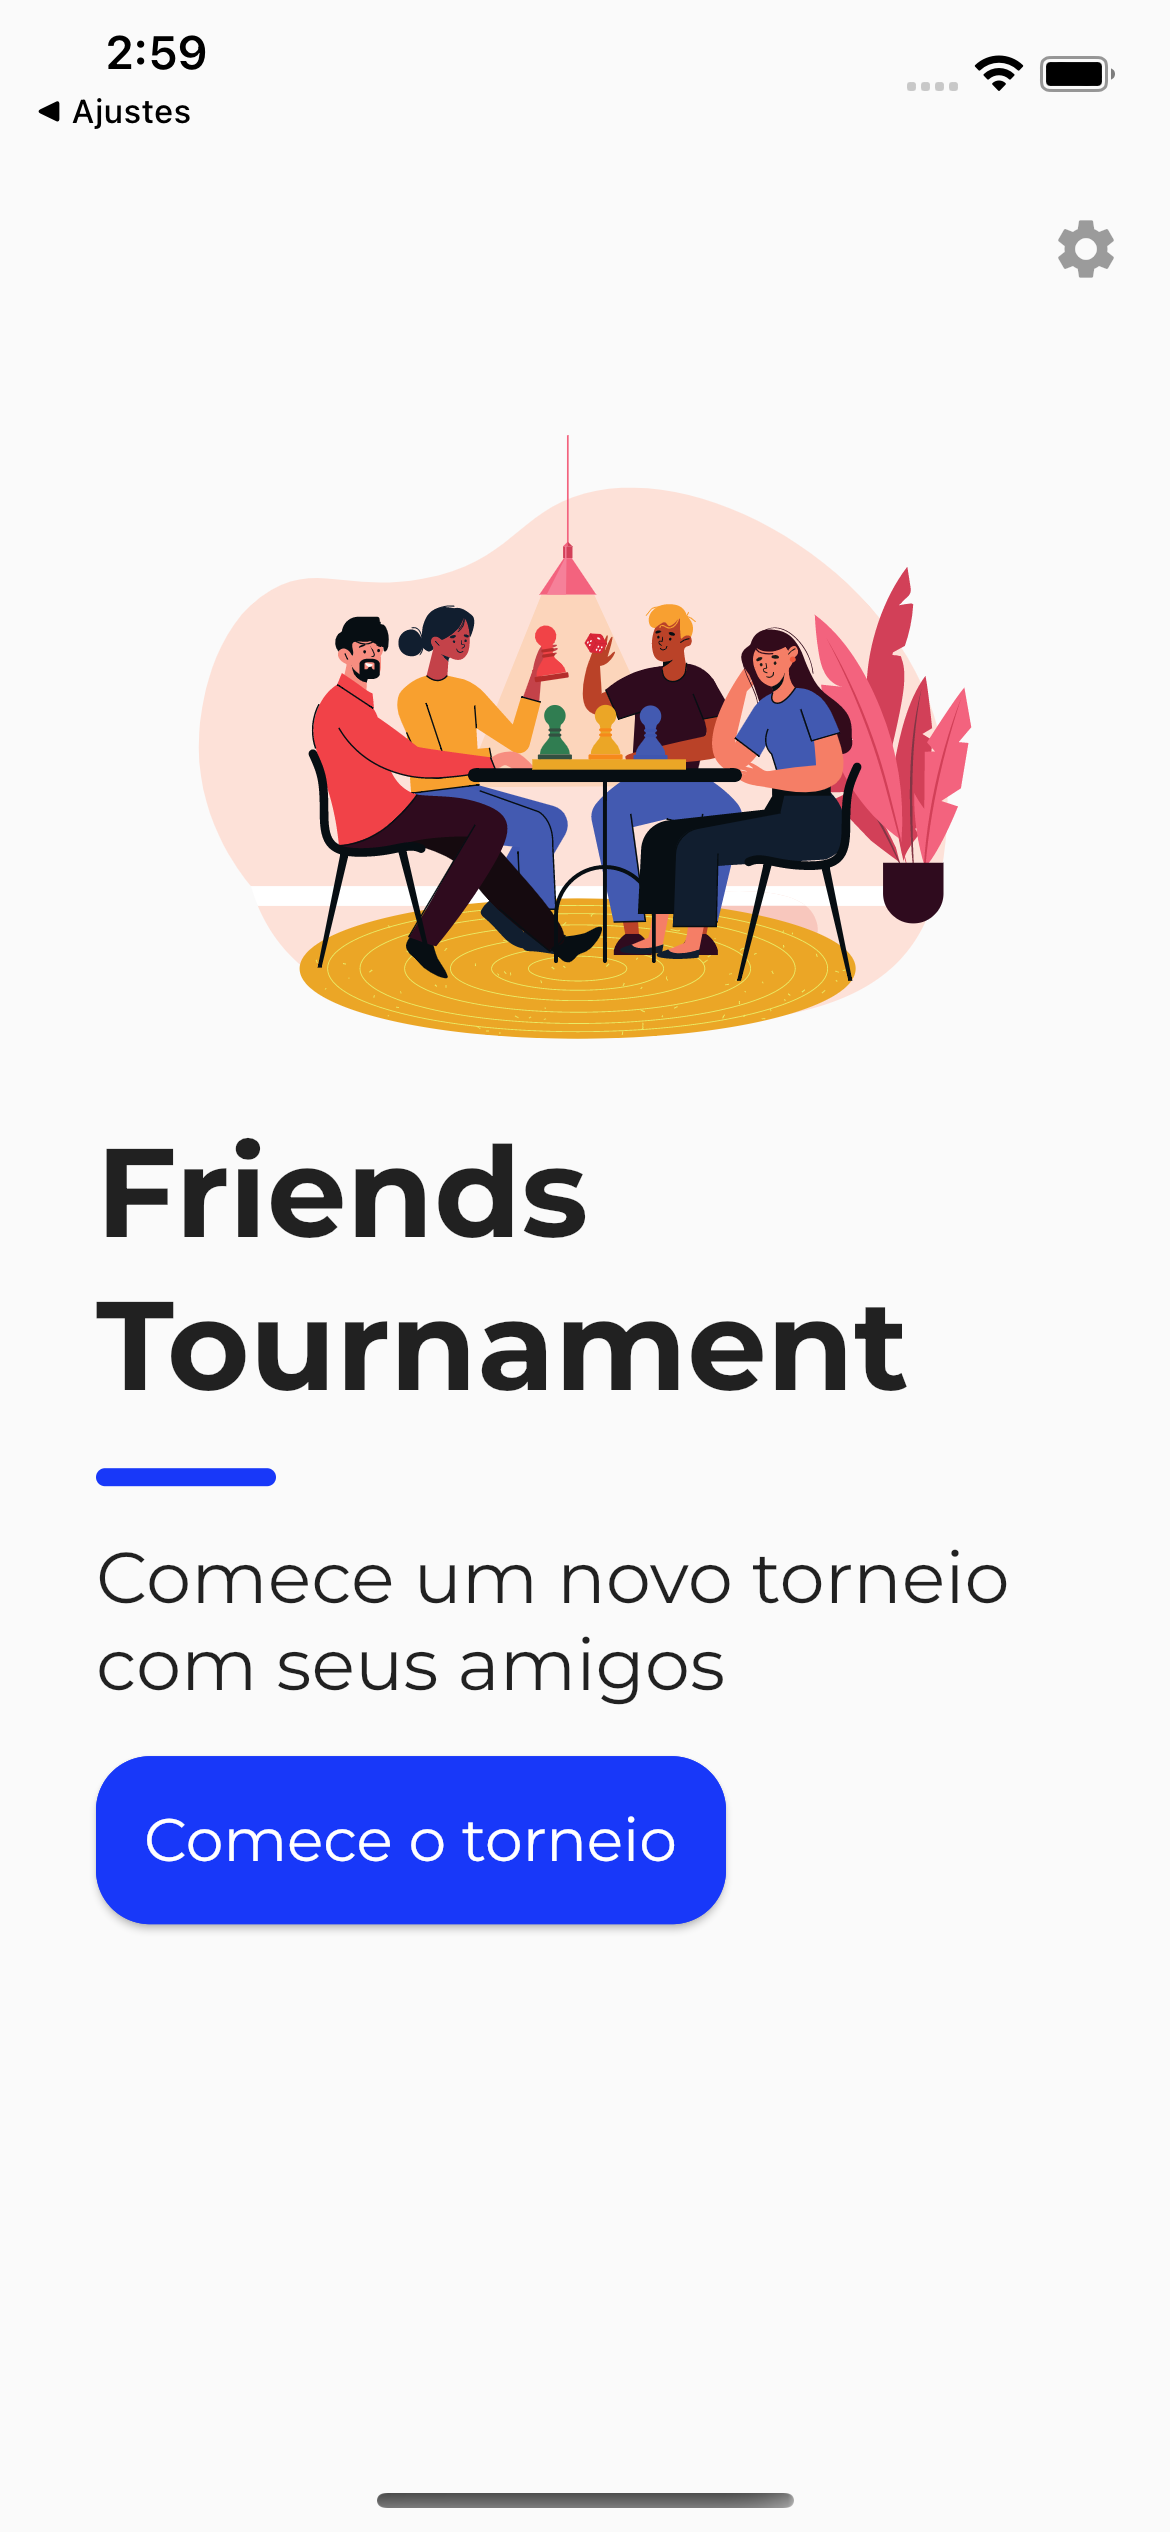 2:59
Ajustes
Friends
Tournament
Comece um novo torneio
com seus amigos
Comece o torneio